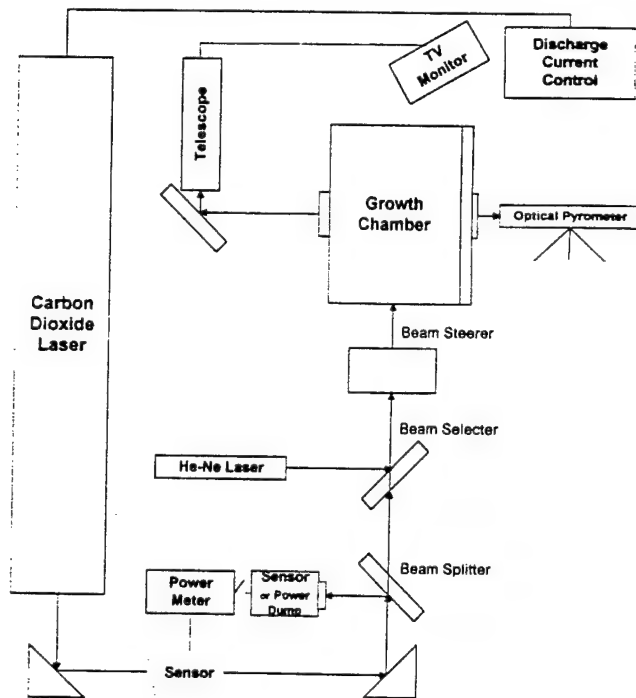 TV
Monitor
Discharge
Current
Control
Telescope
Growth
Chamber
Optical Pyrometer
Carbon
Dioxide
Laser
Beam Steerer
Beam Selecter
He-Ne Laser
Beam Splitter
Power
Meter
Sensor
or Power
Dump
Sensor